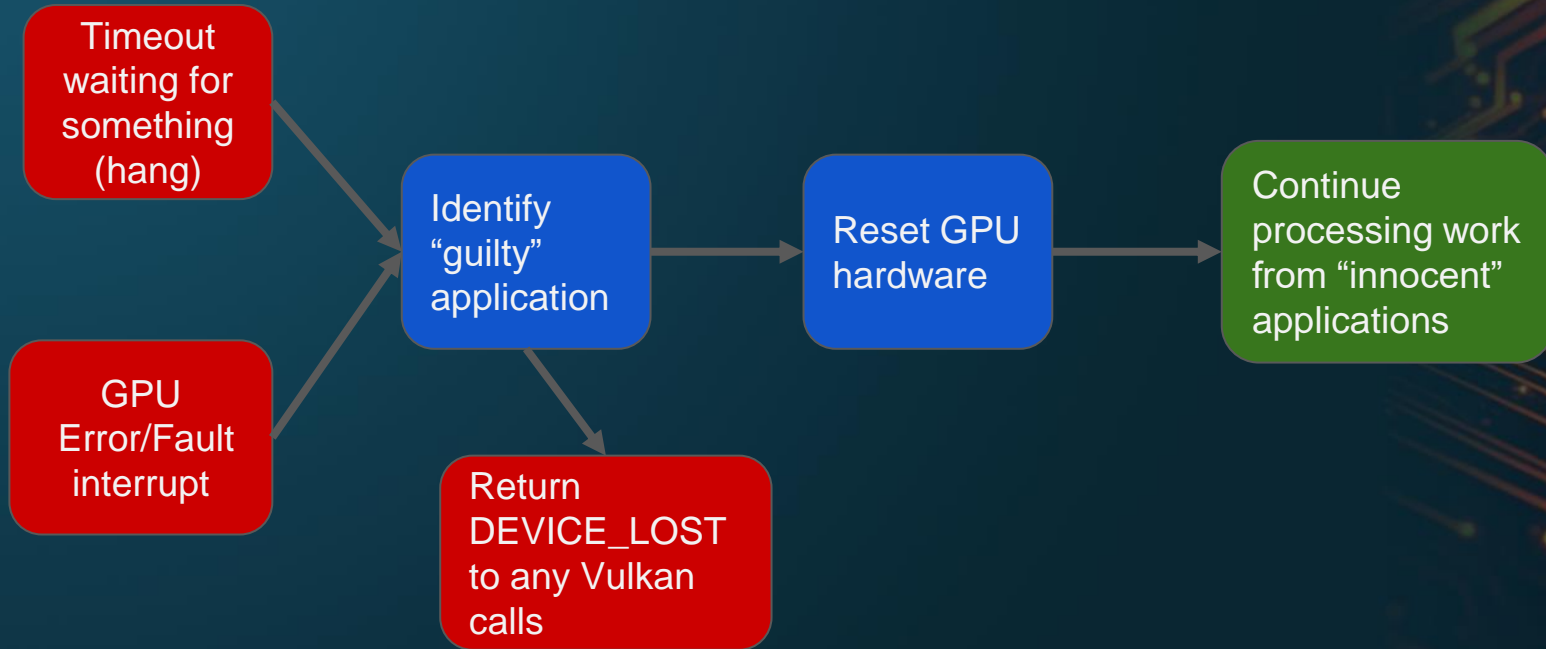 Timeout
waiting for
something
(hang)
GPU
Error/Fault
interrupt
Identify
“guilty”
application
Return
DEVICE_LOST
to any Vulkan
calls
Reset GPU
hardware
Continue
processing work
from “innocent”
applications